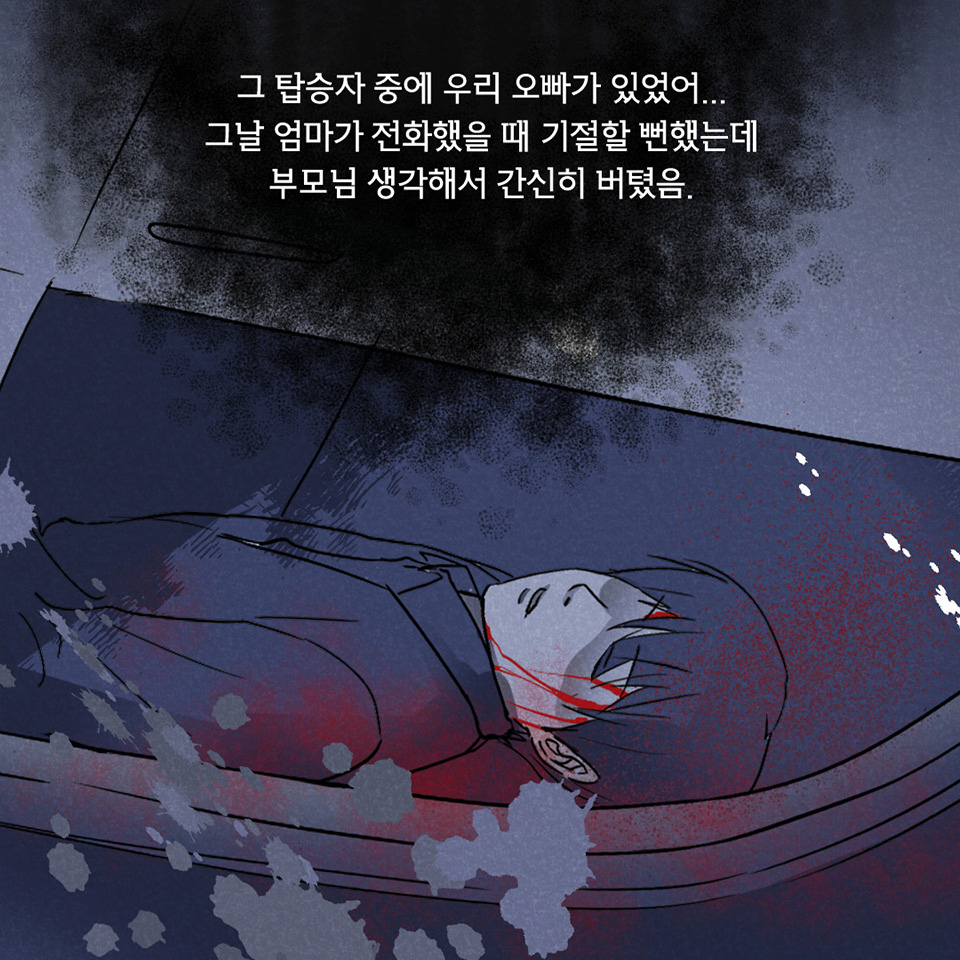 그 탑승자 중에 우리 오빠가 있었어...
그날 엄마가 전화했을 때 기절할 뻔했는데
부모님 생각해서 간신히 버텼음.